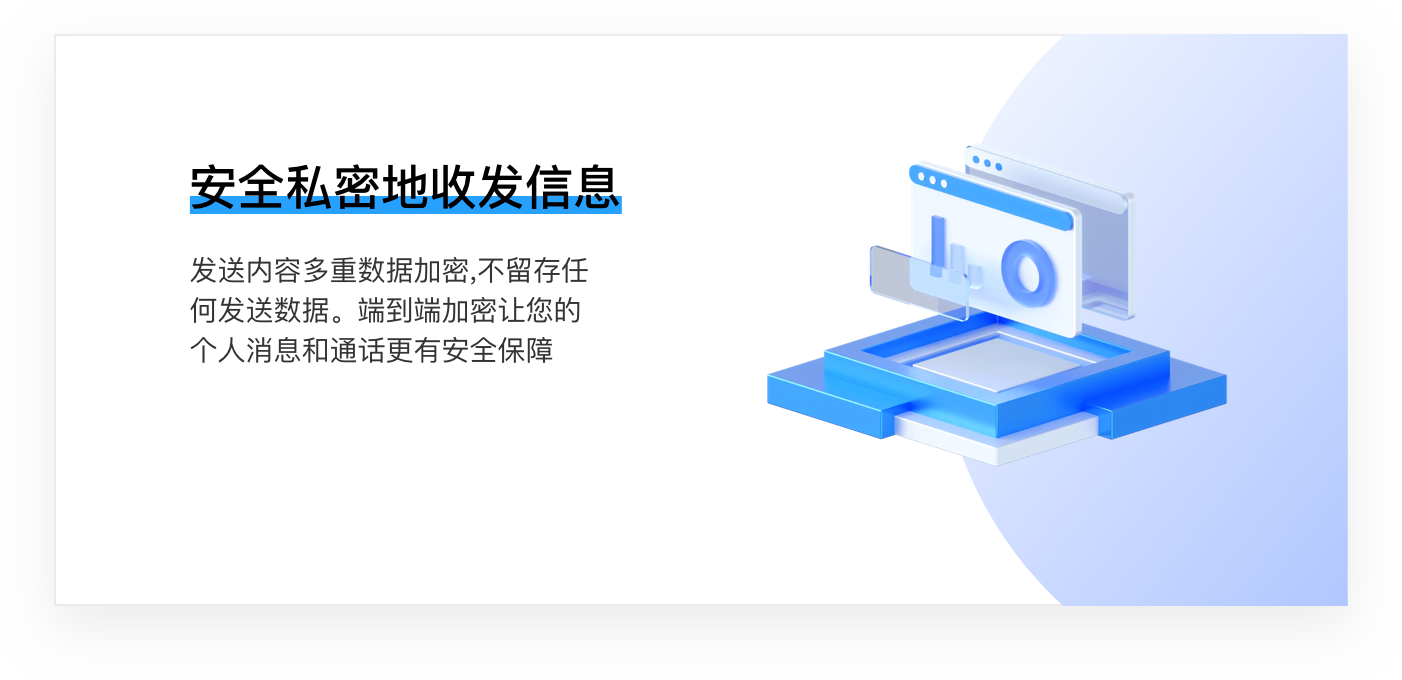 安全私密地收发信息
发送内容多重数据加密,不留存任
何发送数据。端到端加密让您的
个人消息和通话更有安全保障